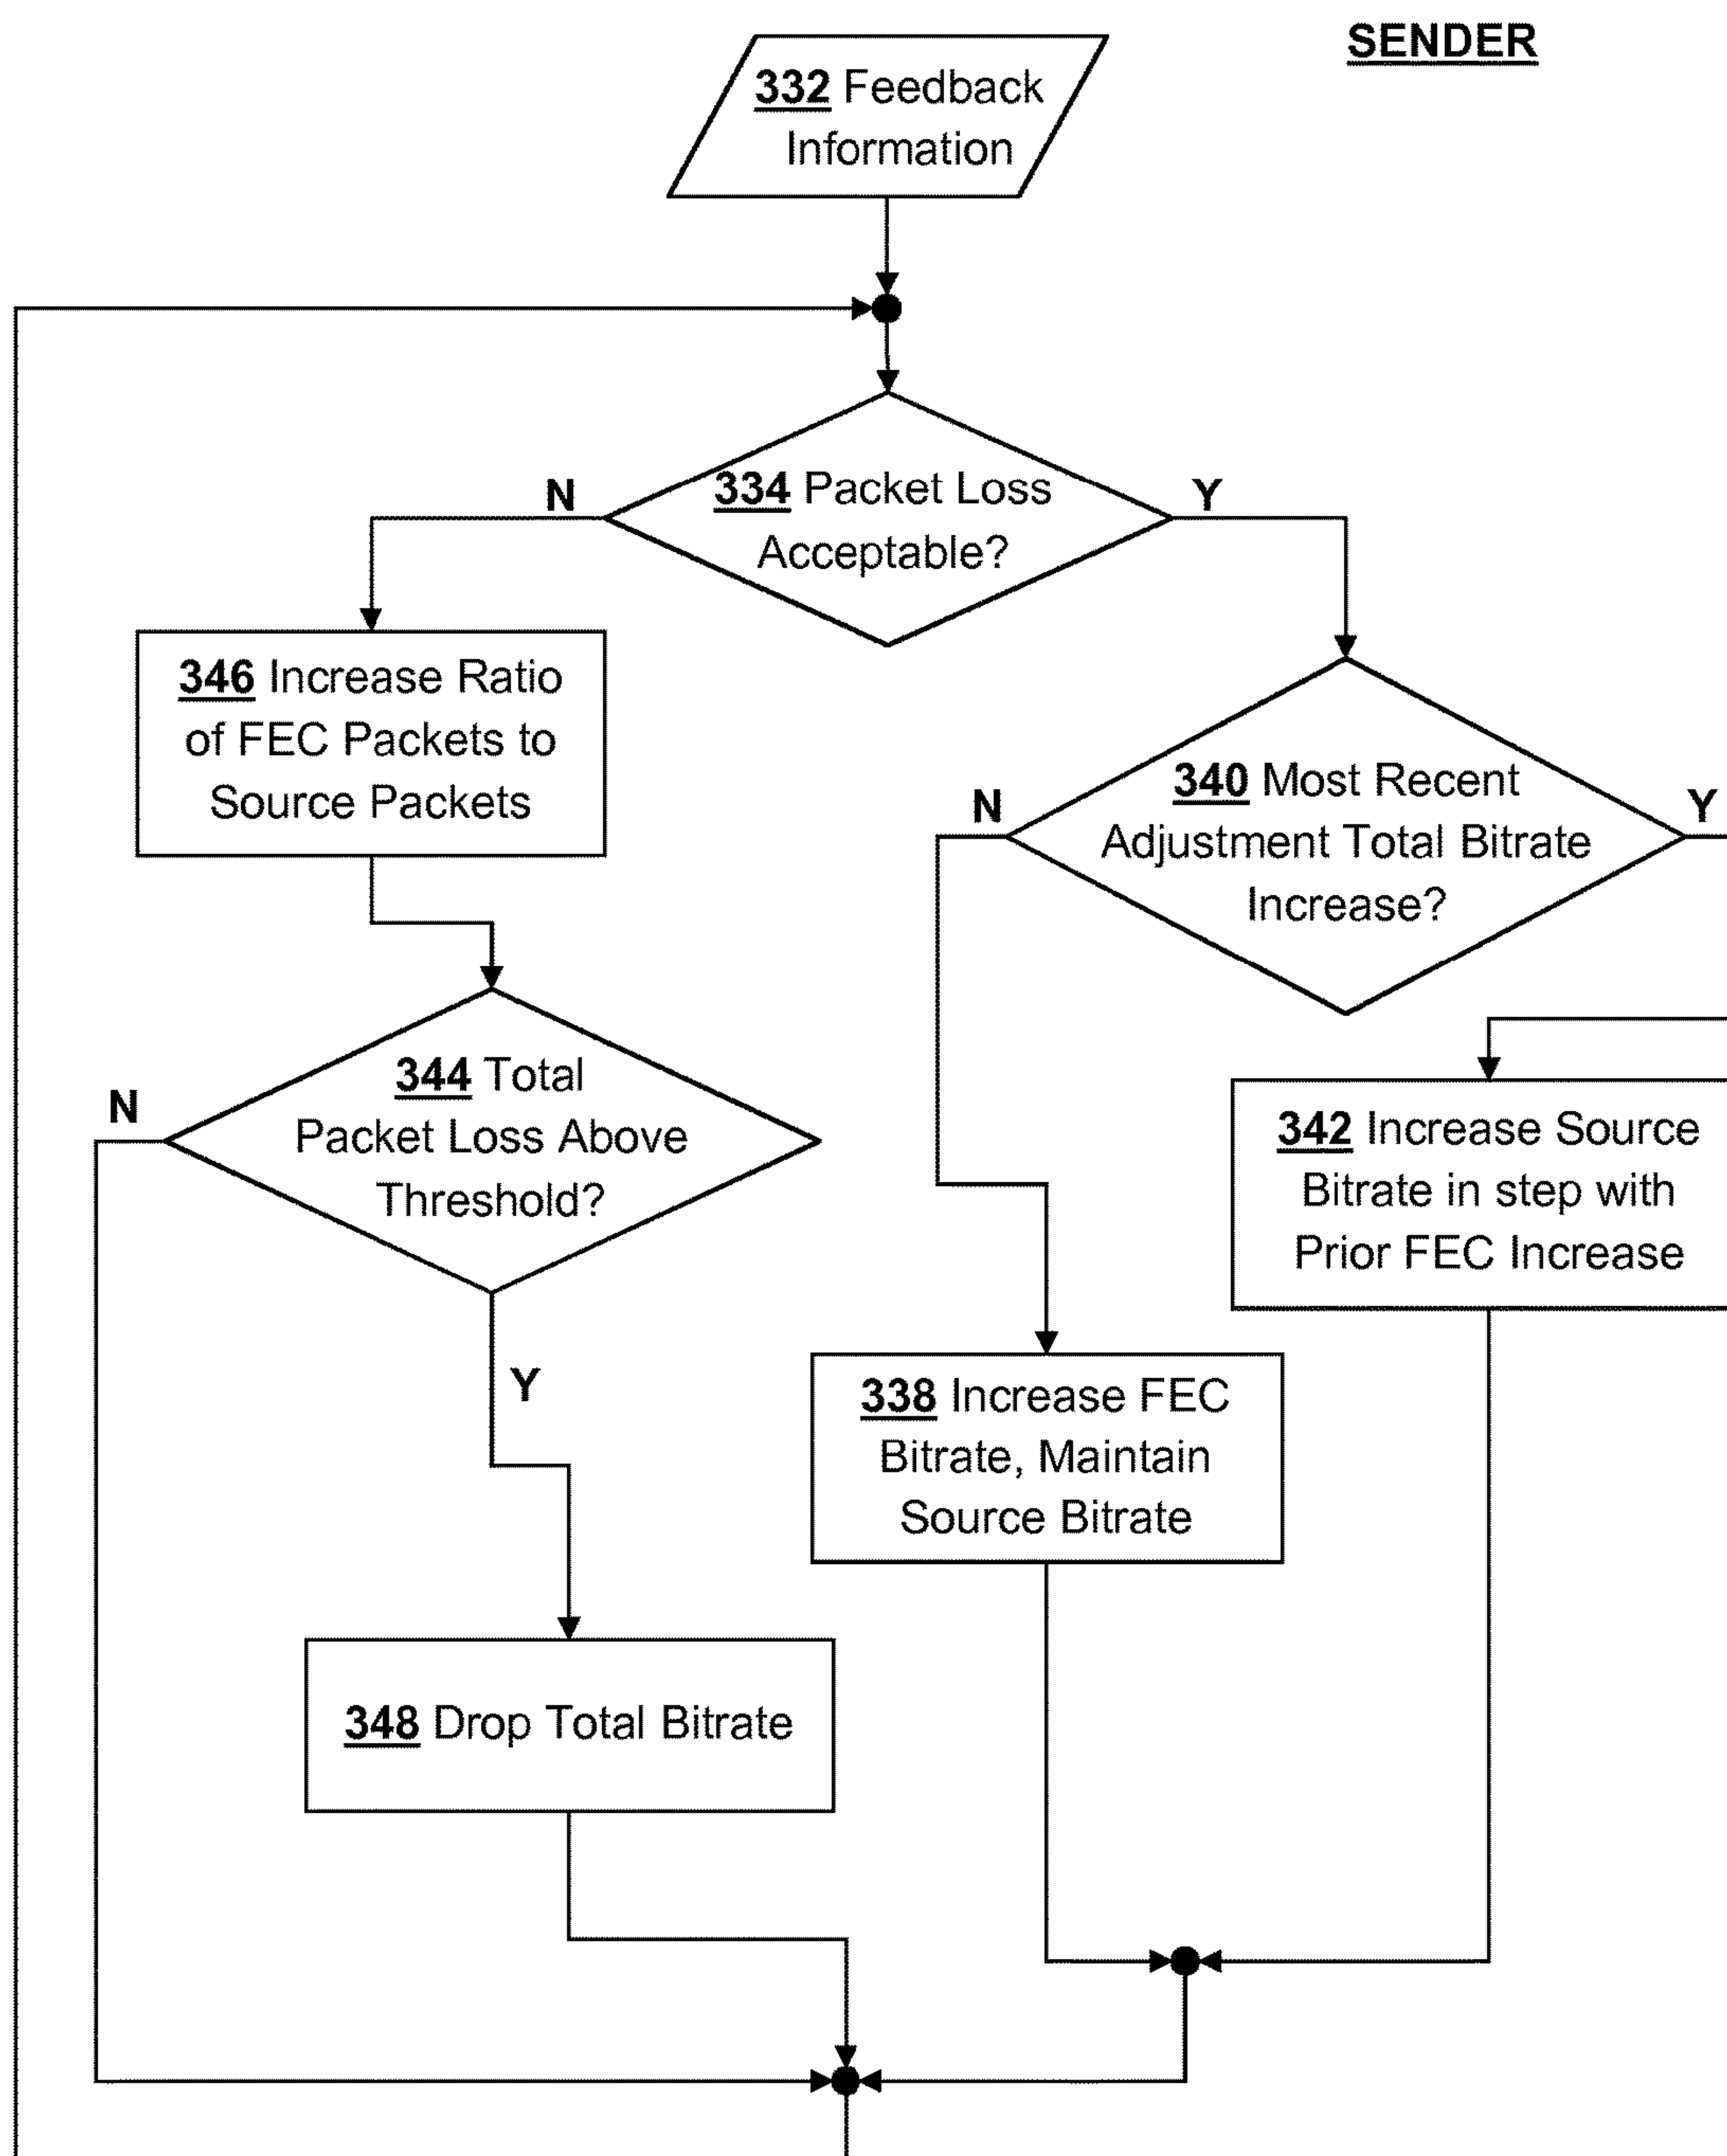 SENDER
332 Feedback
Information
N
334 Packet Loss
Acceptable?
Y
346 Increase Ratio
of FEC Packets to
Source Packets
N
340 Most Recent
Adjustment Total Bitrate
Increase?
Y
N
344 Total
Packet Loss Above
Threshold?
Y
342 Increase Source
Bitrate in step with
Prior FEC Increase
338 Increase FEC
Bitrate, Maintain
Source Bitrate
348 Drop Total Bitrate